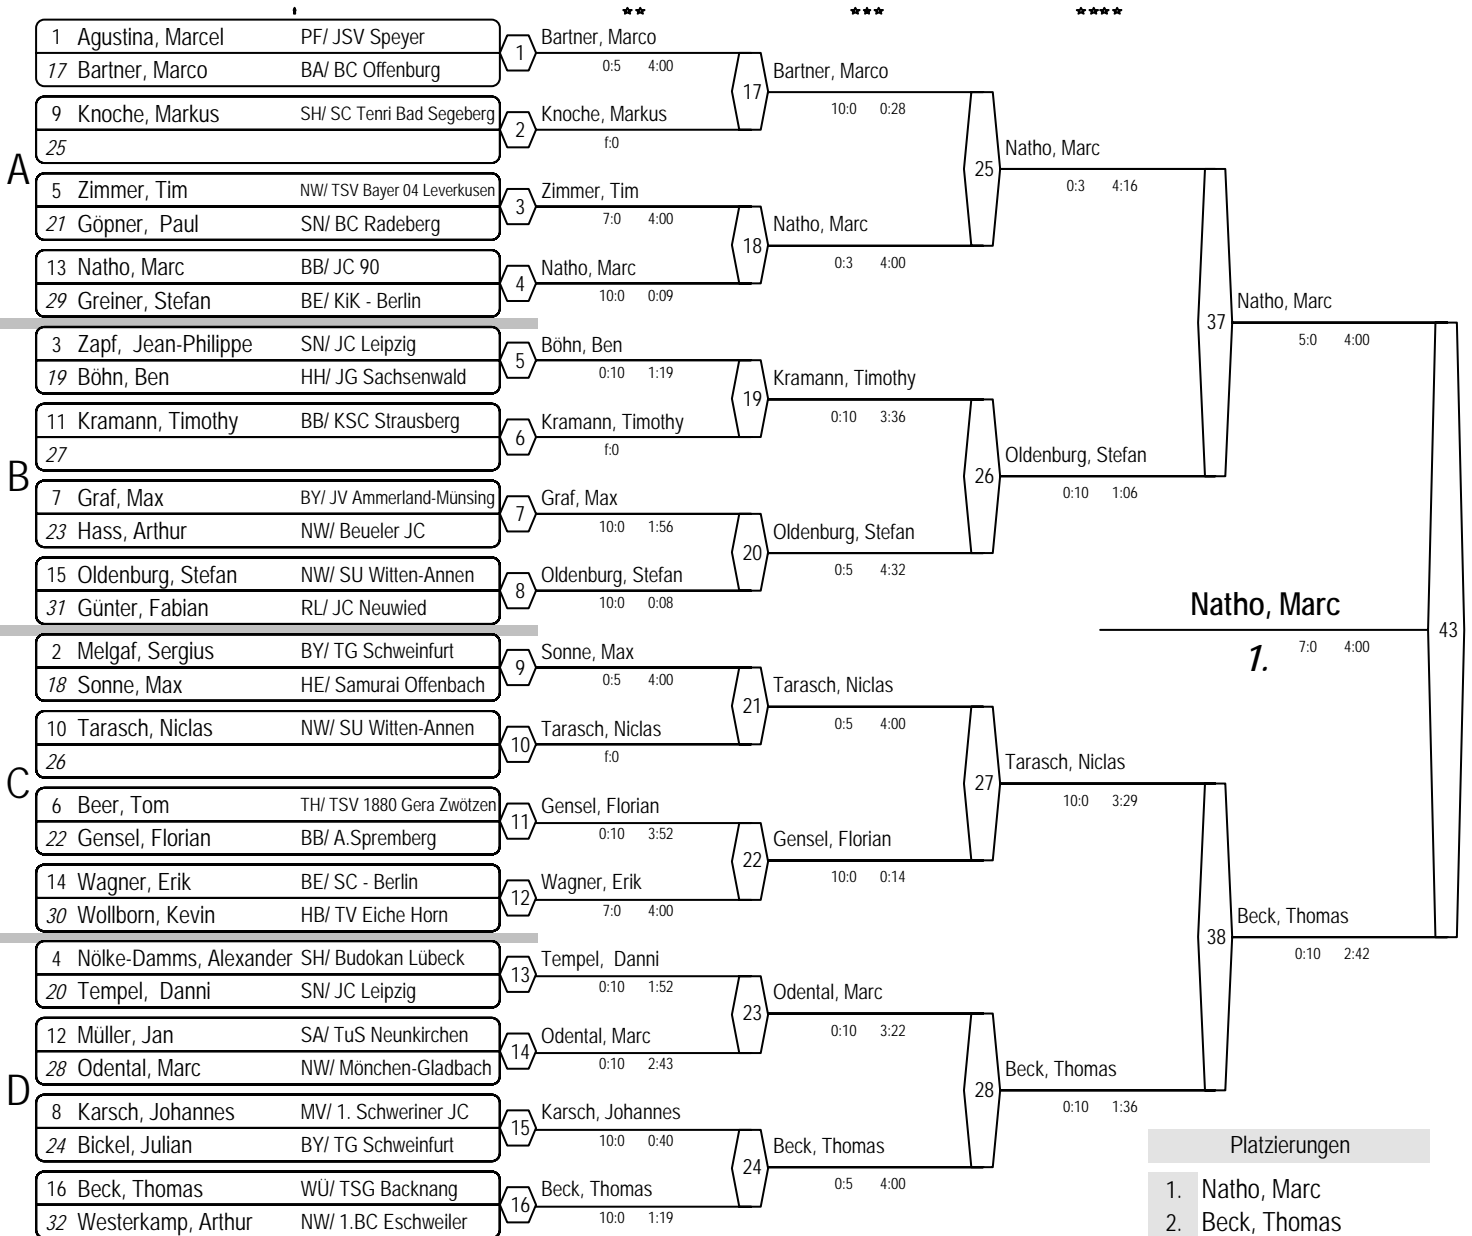 1 Agustina, Marcel PF/ JSV Speyer
17 Bartner, Marco BA/ BC Offenburg
9 Knoche, Markus SH/ SC Tenri Bad Segeberg
25
A
5 Zimmer, Tim NW/ TSV Bayer 04 Leverkusen
21 Göpner, Paul SN/ BC Radeberg
13 Natho, Marc BB/ JC 90
29 Greiner, Stefan BE/ KiK - Berlin
3 Zapf, Jean-Philippe SN/ JC Leipzig
19 Böhn, Ben HH/ JG Sachsenwald
11 Kramann, Timothy BB/ KSC Strausberg
27
B
7 Graf, Max BY/ JV Ammerland-Münsing
23 Hass, Arthur NW/ Beueler JC
15 Oldenburg, Stefan NW/ SU Witten-Annen
31 Günter, Fabian RL/ JC Neuwied
2 Melgaf, Sergius BY/ TG Schweinfurt
18 Sonne, Max HE/ Samurai Offenbach
10 Tarasch, Niclas NW/ SU Witten-Annen
26
C
6 Beer, Tom TH/ TSV 1880 Gera Zwötzen
22 Gensel, Florian BB/ A.Spremberg
14 Wagner, Erik BE/ SC - Berlin
30 Wollborn, Kevin HB/ TV Eiche Horn
4 Nölke-Damms, Alexander SH/ Budokan Lübeck
20 Tempel, Danni SN/ JC Leipzig
12 Müller, Jan SA/ TuS Neunkirchen
28 Odental, Marc NW/ Mönchen-Gladbach
D
8 Karsch, Johannes MV/ 1. Schweriner JC
24 Bickel, Julian BY/ TG Schweinfurt
16 Beck, Thomas WÜ/ TSG Backnang
32 Westerkamp, Arthur NW/ 1.BC Eschweiler
1 Bartner, Marco
0:5 4:00
2 Knoche, Markus
f:0
3 Zimmer, Tim
7:0 4:00
4 Natho, Marc
10:0 0:09
5 Böhn, Ben
0:10 1:19
6 Kramann, Timothy
f:0
7 Graf, Max
10:0 1:56
8 Oldenburg, Stefan
10:0 0:08
9 Sonne, Max
0:5 4:00
10 Tarasch, Niclas
f:0
11 Gensel, Florian
0:10 3:52
12 Wagner, Erik
7:0 4:00
13 Tempel, Danni
0:10 1:52
14 Odental, Marc
0:10 2:43
15 Karsch, Johannes
10:0 0:40
16 Beck, Thomas
10:0 1:19
17 Bartner, Marco
10:0 0:28
18 Natho, Marc
0:3 4:00
19 Kramann, Timothy
0:10 3:36
20 Oldenburg, Stefan
0:5 4:32
21 Tarasch, Niclas
0:5 4:00
22 Gensel, Florian
10:0 0:14
23 Odental, Marc
0:10 3:22
24 Beck, Thomas
0:5 4:00
25 Natho, Marc
0:3 4:16
26 Oldenburg, Stefan
0:10 1:06
27 Tarasch, Niclas
10:0 3:29
28 Beck, Thomas
0:10 1:36
37 Natho, Marc
5:0 4:00
38 Beck, Thomas
0:10 2:42
43
Natho, Marc
1. 7:0 4:00
Platzierungen
1. Natho, Marc
2. Beck, Thomas